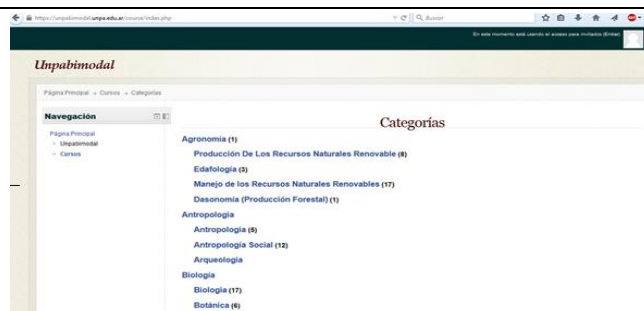 https://unpabimodal.unpa.edu.ar/course/index.php
Buscar
En este momento está usando el acceso para invitados (Entrar)
Unpabimodal
Página Principal → Cursos → Categorías
Navegación
Página Principal
Unpabimodal
Cursos
Categorías
Agronomía (1)
Producción De Los Recursos Naturales Renovable (8)
Edafología (3)
Manejo de los Recursos Naturales Renovables (17)
Dasonomía (Producción Forestal) (1)
Antropología
Antropología (5)
Antropología Social (12)
Arqueología
Biología
Biología (17)
Botánica (6)